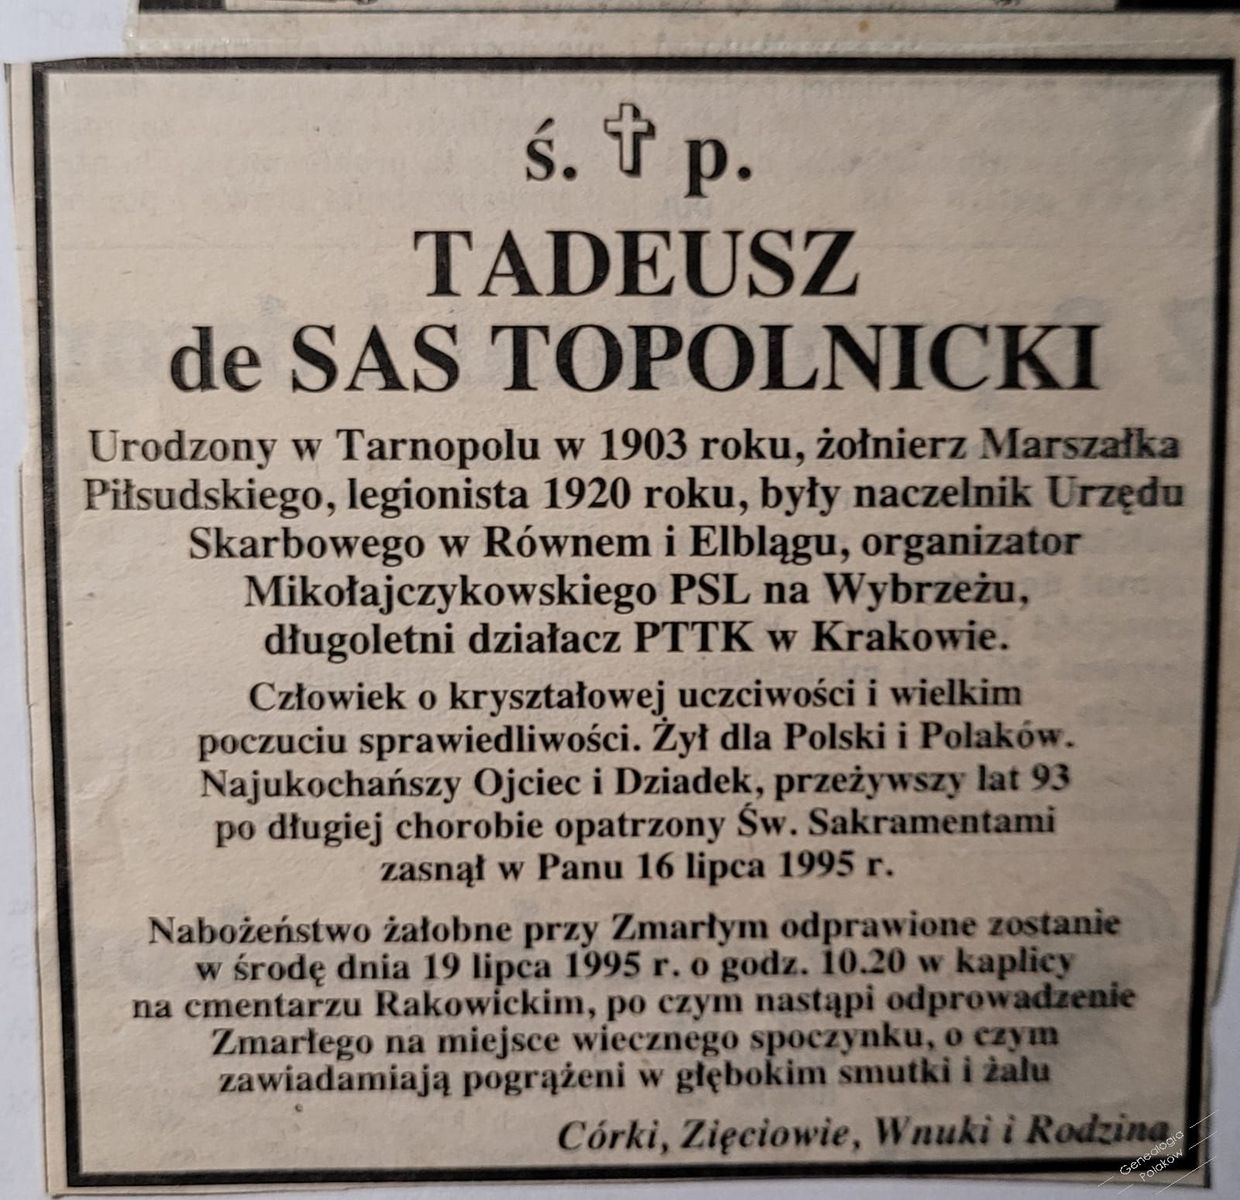 ś. p.
TADEUSZ
de SAS TOPOLNICKI
Urodzony w Tarnopolu w 1903 roku, żołnierz Marszałka
Piłsudskiego, legionista 1920 roku, były naczelnik Urzędu
Skarbowego w Równem i Elblągu, organizator
Mikołajczykowskiego PSL na Wybrzeżu,
długoletni działacz PTTK w Krakowie.
Człowiek o kryształowej uczciwości i wielkim
poczuciu sprawiedliwości. Żył dla Polski i Polaków.
Najukochańszy Ojciec i Dziadek, przeżywszy lat 93
po długiej chorobie opatrzony Św. Sakramentami
zasnął w Panu 16 lipca 1995 r.
Nabożeństwo żałobne przy Zmarłym odprawione zostanie
w środę dnia 19 lipca 1995 r. o godz. 10.20 w kaplicy
na cmentarzu Rakowickim, po czym nastąpi odprowadzenie
Zmarłego na miejsce wiecznego spoczynku, o czym
zawiadamiają pogrążeni w głębokim smutki i żalu
Córki, Zięciowie, Wnuki i Rodzina
Genealogia
Polaków